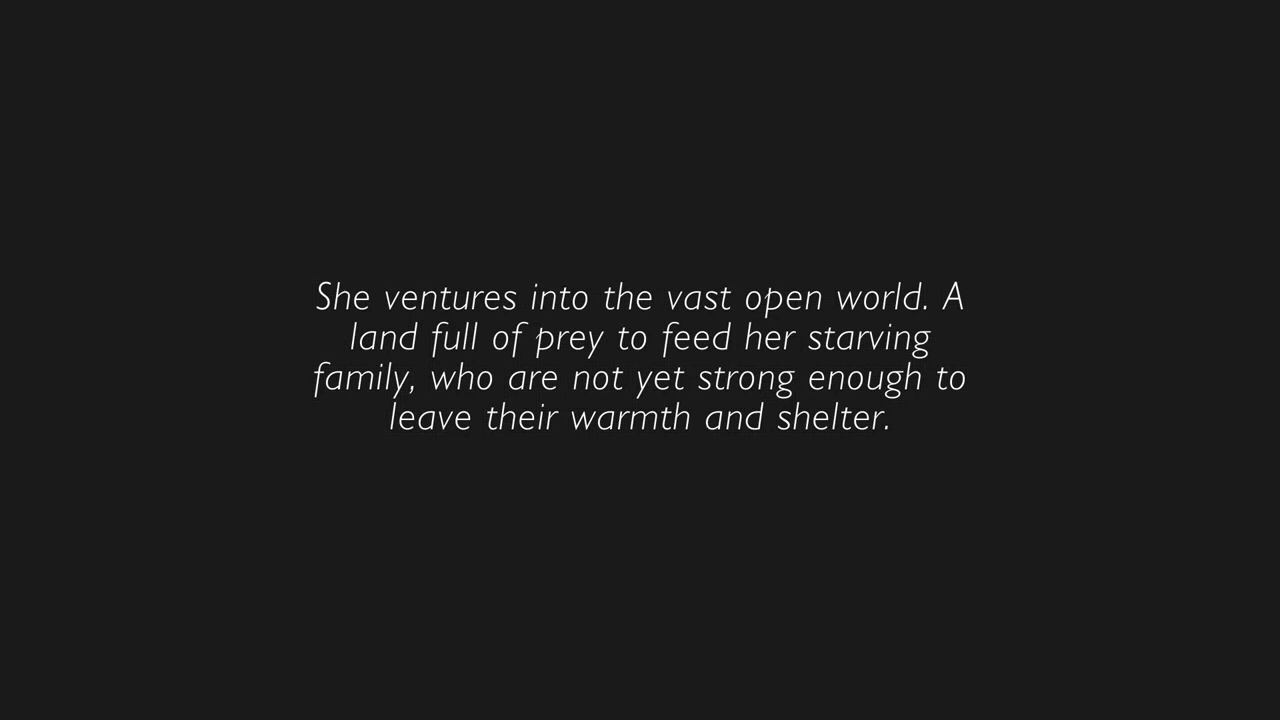 She ventures into the vast open world. A
land full of prey to feed her starving
family, who are not yet strong enough to
leave their warmth and shelter.